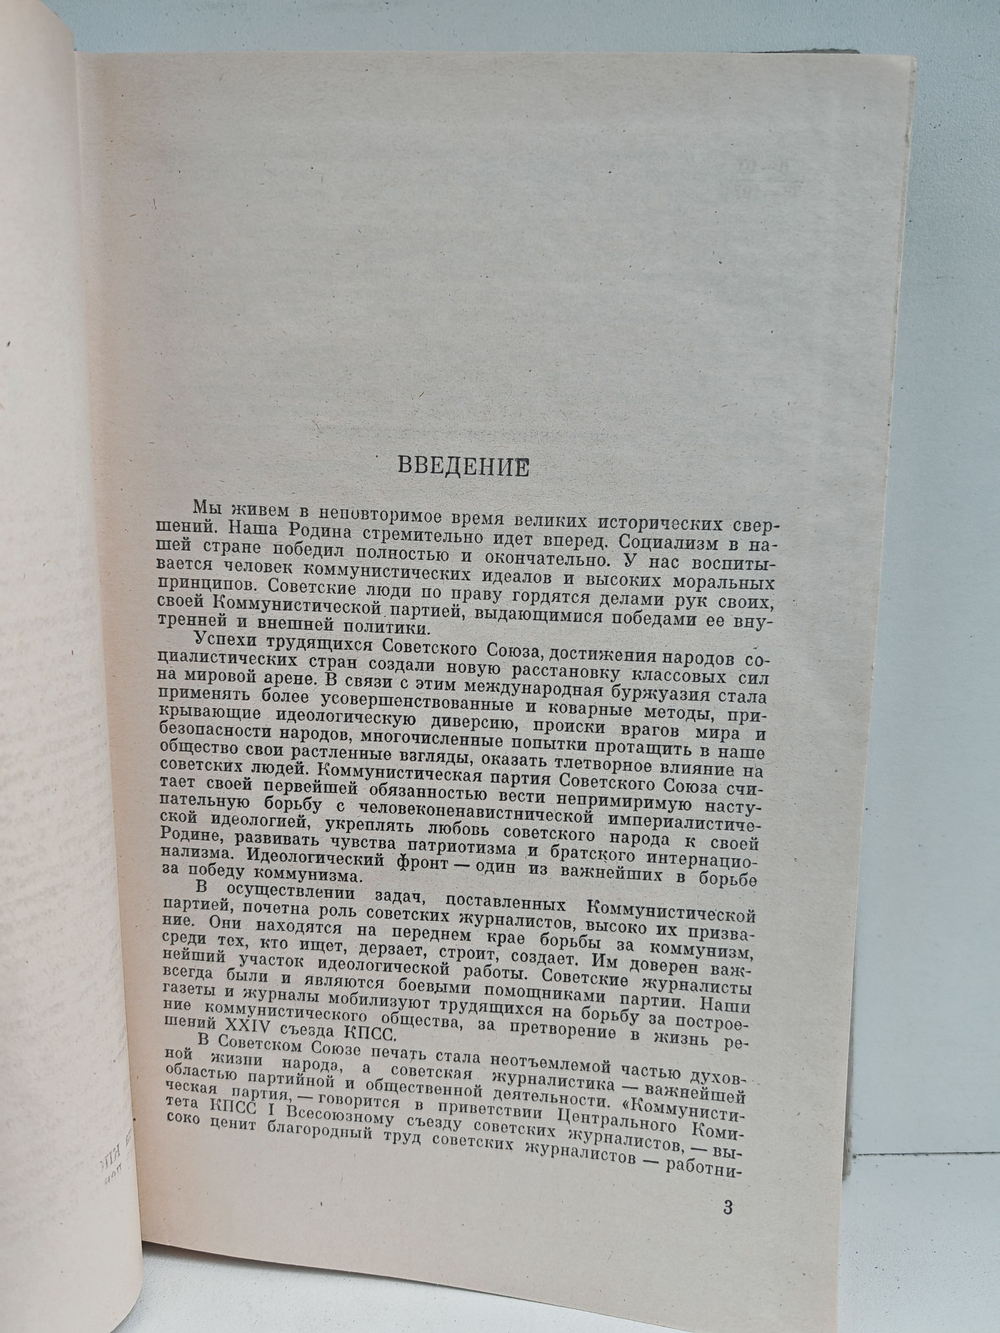 ВВЕДЕНИЕ
Мы живем в неповторимое время великих исторических свер-
шений. Наша Родина стремительно идет вперед. Социализм в на-
шей стране победил полностью и окончательно. У нас воспиты-
вается человек коммунистических идеалов и высоких моральных
принципов. Советские люди по праву гордятся делами рук своих,
своей Коммунистической партией, выдающимися победами ее вну-
тренней и внешней политики.
Успехи трудящихся Советского Союза, достижения народов со-
циалистических стран создали новую расстановку классовых сил
на мировой арене. В связи с этим международная буржуазия стала
применять более усовершенствованные и коварные методы, при-
крывающие идеологическую диверсию, происки врагов мира и
безопасности народов, многочисленные попытки протащить в наше
общество свои растленные взгляды, оказать тлетворное влияние на
советских людей. Коммунистическая партия Советского Союза счи-
тает своей первейшей обязанностью вести непримиримую насту-
пательную борьбу с человеконенавистнической империалистиче-
ской идеологией, укреплять любовь советского народа к своей
Родине, развивать чувства патриотизма и братского интернацио-
нализма. Идеологический фронт — один из важнейших в борьбе
за победу коммунизма.
В осуществлении задач, поставленных Коммунистической
партией, почетна роль советских журналистов, высоко их призва-
ние. Они находятся на переднем крае борьбы за коммунизм,
среди тех, кто ищет, дерзает, строит, создает. Им доверен важ-
нейший участок идеологической работы. Советские журналисты
всегда были и являются боевыми помощниками партии. Наши
газеты и журналы мобилизуют трудящихся на борьбу за построе-
ние коммунистического общества, за претворение в жизнь ре-
шений XXIV съезда КПСС.
В Советском Союзе печать стала неотъемлемой частью духов-
ной жизни народа, а советская журналистика — важнейшей
областью партийной и общественной деятельности. «Коммунисти-
ческая партия, — говорится в приветствии Центрального Коми-
тета КПСС I Всесоюзному съезду советских журналистов, — вы-
соко ценит благородный труд советских журналистов — работни-
3